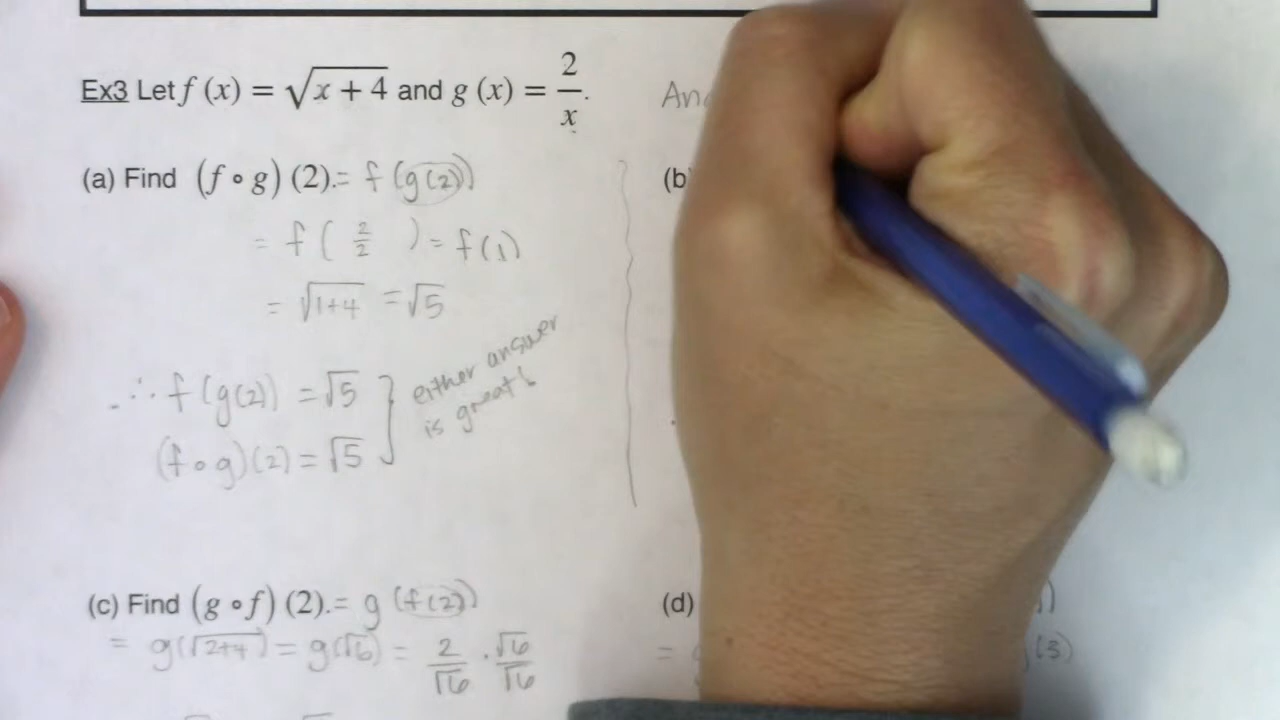 Ex3 Let f (x) = √(x + 4) and g (x) = 2/x.
(a) Find (f ∘ g) (2).= f (g(2))
= f ( 2/2 ) = f(1)
= √(1+4) = √5
∴ f(g(2)) = √5
(f∘g)(2) = √5
either answer
is great!
(b
(c) Find (g ∘ f) (2).= g (f(2))
= g(√(2+4)) = g(√6) = 2/√6 · √6/√6
(d)
=
(3)